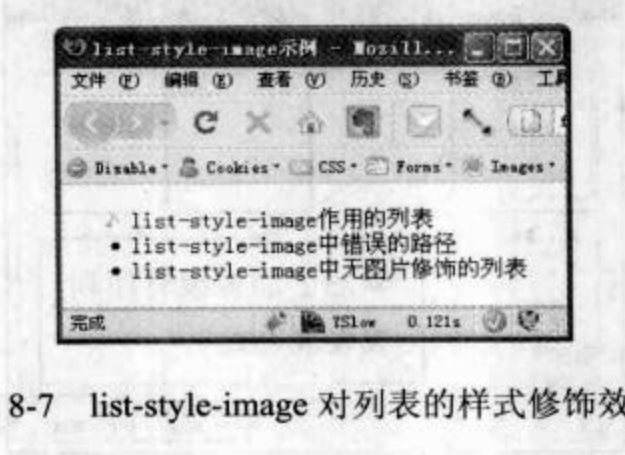 list-style-image示例 - Mozill...
文件 (F) 编辑 (E) 查看 (V) 历史 (S) 书签 (B) 工具
Disable Cookies CSS Forms Images
list-style-image作用的列表
list-style-image中错误的路径
list-style-image中无图片修饰的列表
完成 YSlow 0.121s
8-7 list-style-image 对列表的样式修饰效